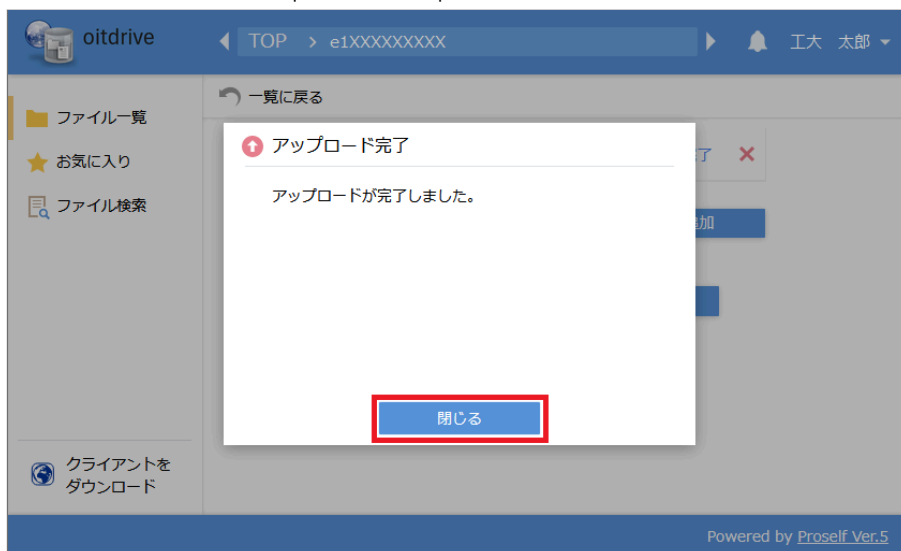 oitdrive
TOP > e1XXXXXXXXX
工大 太郎
一覧に戻る
ファイル一覧
お気に入り
ファイル検索
アップロード完了
了
アップロードが完了しました。
追加
閉じる
クライアントを
ダウンロード
Powered by Proself Ver.5